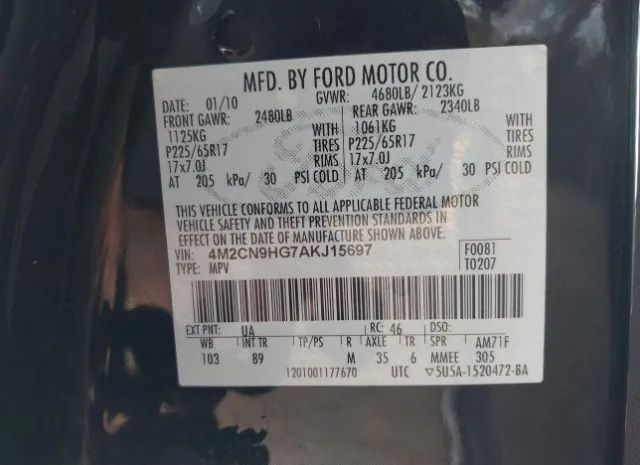 MFD. BY FORD MOTOR CO.
DATE: 01/10 GVWR: 4680LB/ 2123KG
FRONT GAWR: 2480LB REAR GAWR: 2340LB
1125KG WITH 1061KG WITH
P225/65R17 TIRES P225/65R17 TIRES
17x7.0J RIMS 17x7.0J RIMS
AT 205 kPa/ 30 PSI COLD AT 205 kPa/ 30 PSI COLD
THIS VEHICLE CONFORMS TO ALL APPLICABLE FEDERAL MOTOR
VEHICLE SAFETY AND THEFT PREVENTION STANDARDS IN
EFFECT ON THE DATE OF MANUFACTURE SHOWN ABOVE.
VIN: 4M2CN9HG7AKJ15697 F0081
TYPE: MPV T0207
EXT PNT: UA RC: 46 DSO:
WB INT TR TP/PS R AXLE TR SPR AM71F
103 89 M 35 6 MMEE 305
1201001177670 UTC ▽5U5A-1520472-BA